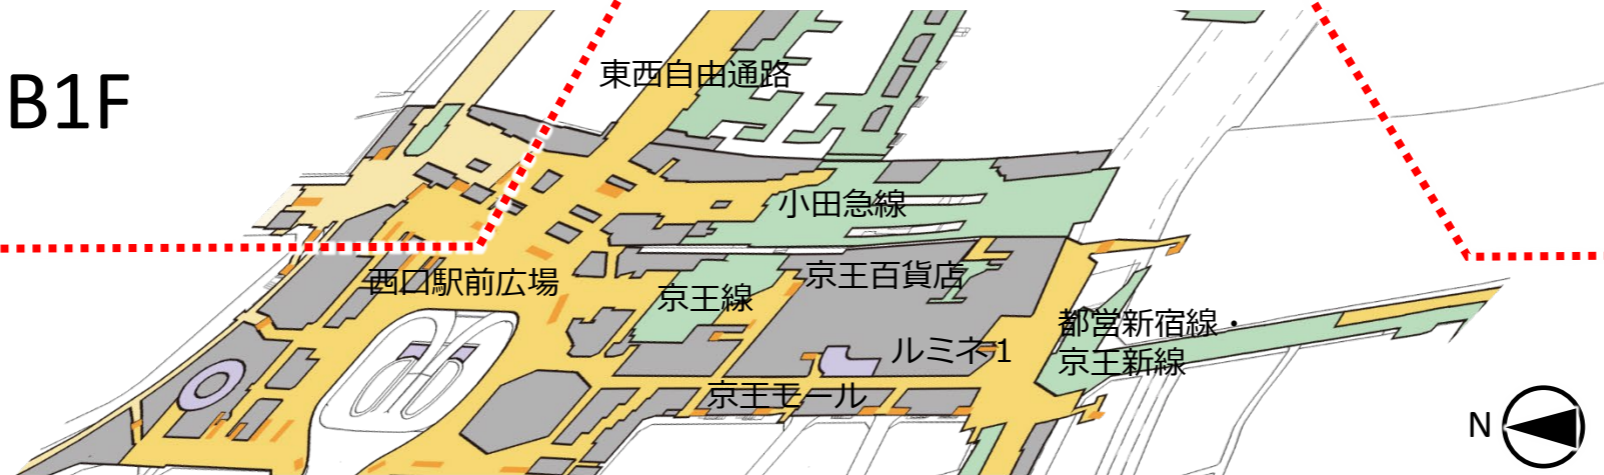 B1F
東西自由通路
小田急線
西口駅前広場
京王線
京王百貨店
都営新宿線・
京王新線
ルミネ1
京王モール
N